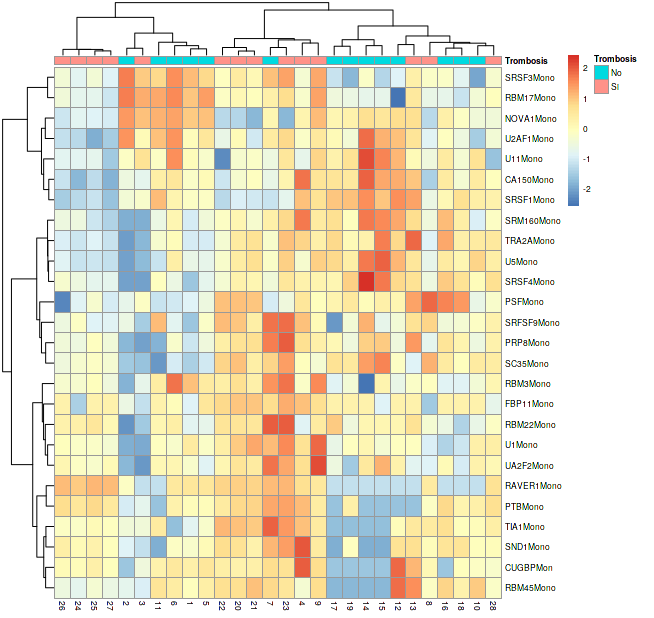 Trombosis
SRSF3Mono
RBM17Mono
NOVA1Mono
U2AF1Mono
U11Mono
CA150Mono
SRSF1Mono
SRM160Mono
TRA2AMono
U5Mono
SRSF4Mono
PSFMono
SRFSF9Mono
PRP8Mono
SC35Mono
RBM3Mono
FBP11Mono
RBM22Mono
U1Mono
UA2F2Mono
RAVER1Mono
PTBMono
TIA1Mono
SND1Mono
CUGBPMon
RBM45Mono
26 24 25 27 2 3 11 6 1 5 22 20 21 7 23 4 9 17 19 14 15 12 13 8 16 18 10 28
2
1
0
-1
-2
Trombosis
No
SI